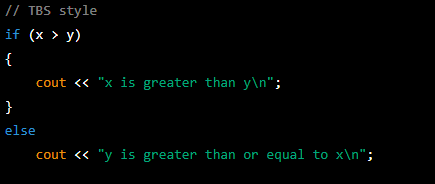 // TBS style
if (x > y)
{
    cout << "x is greater than y\n";
}
else
    cout << "y is greater than or equal to x\n";